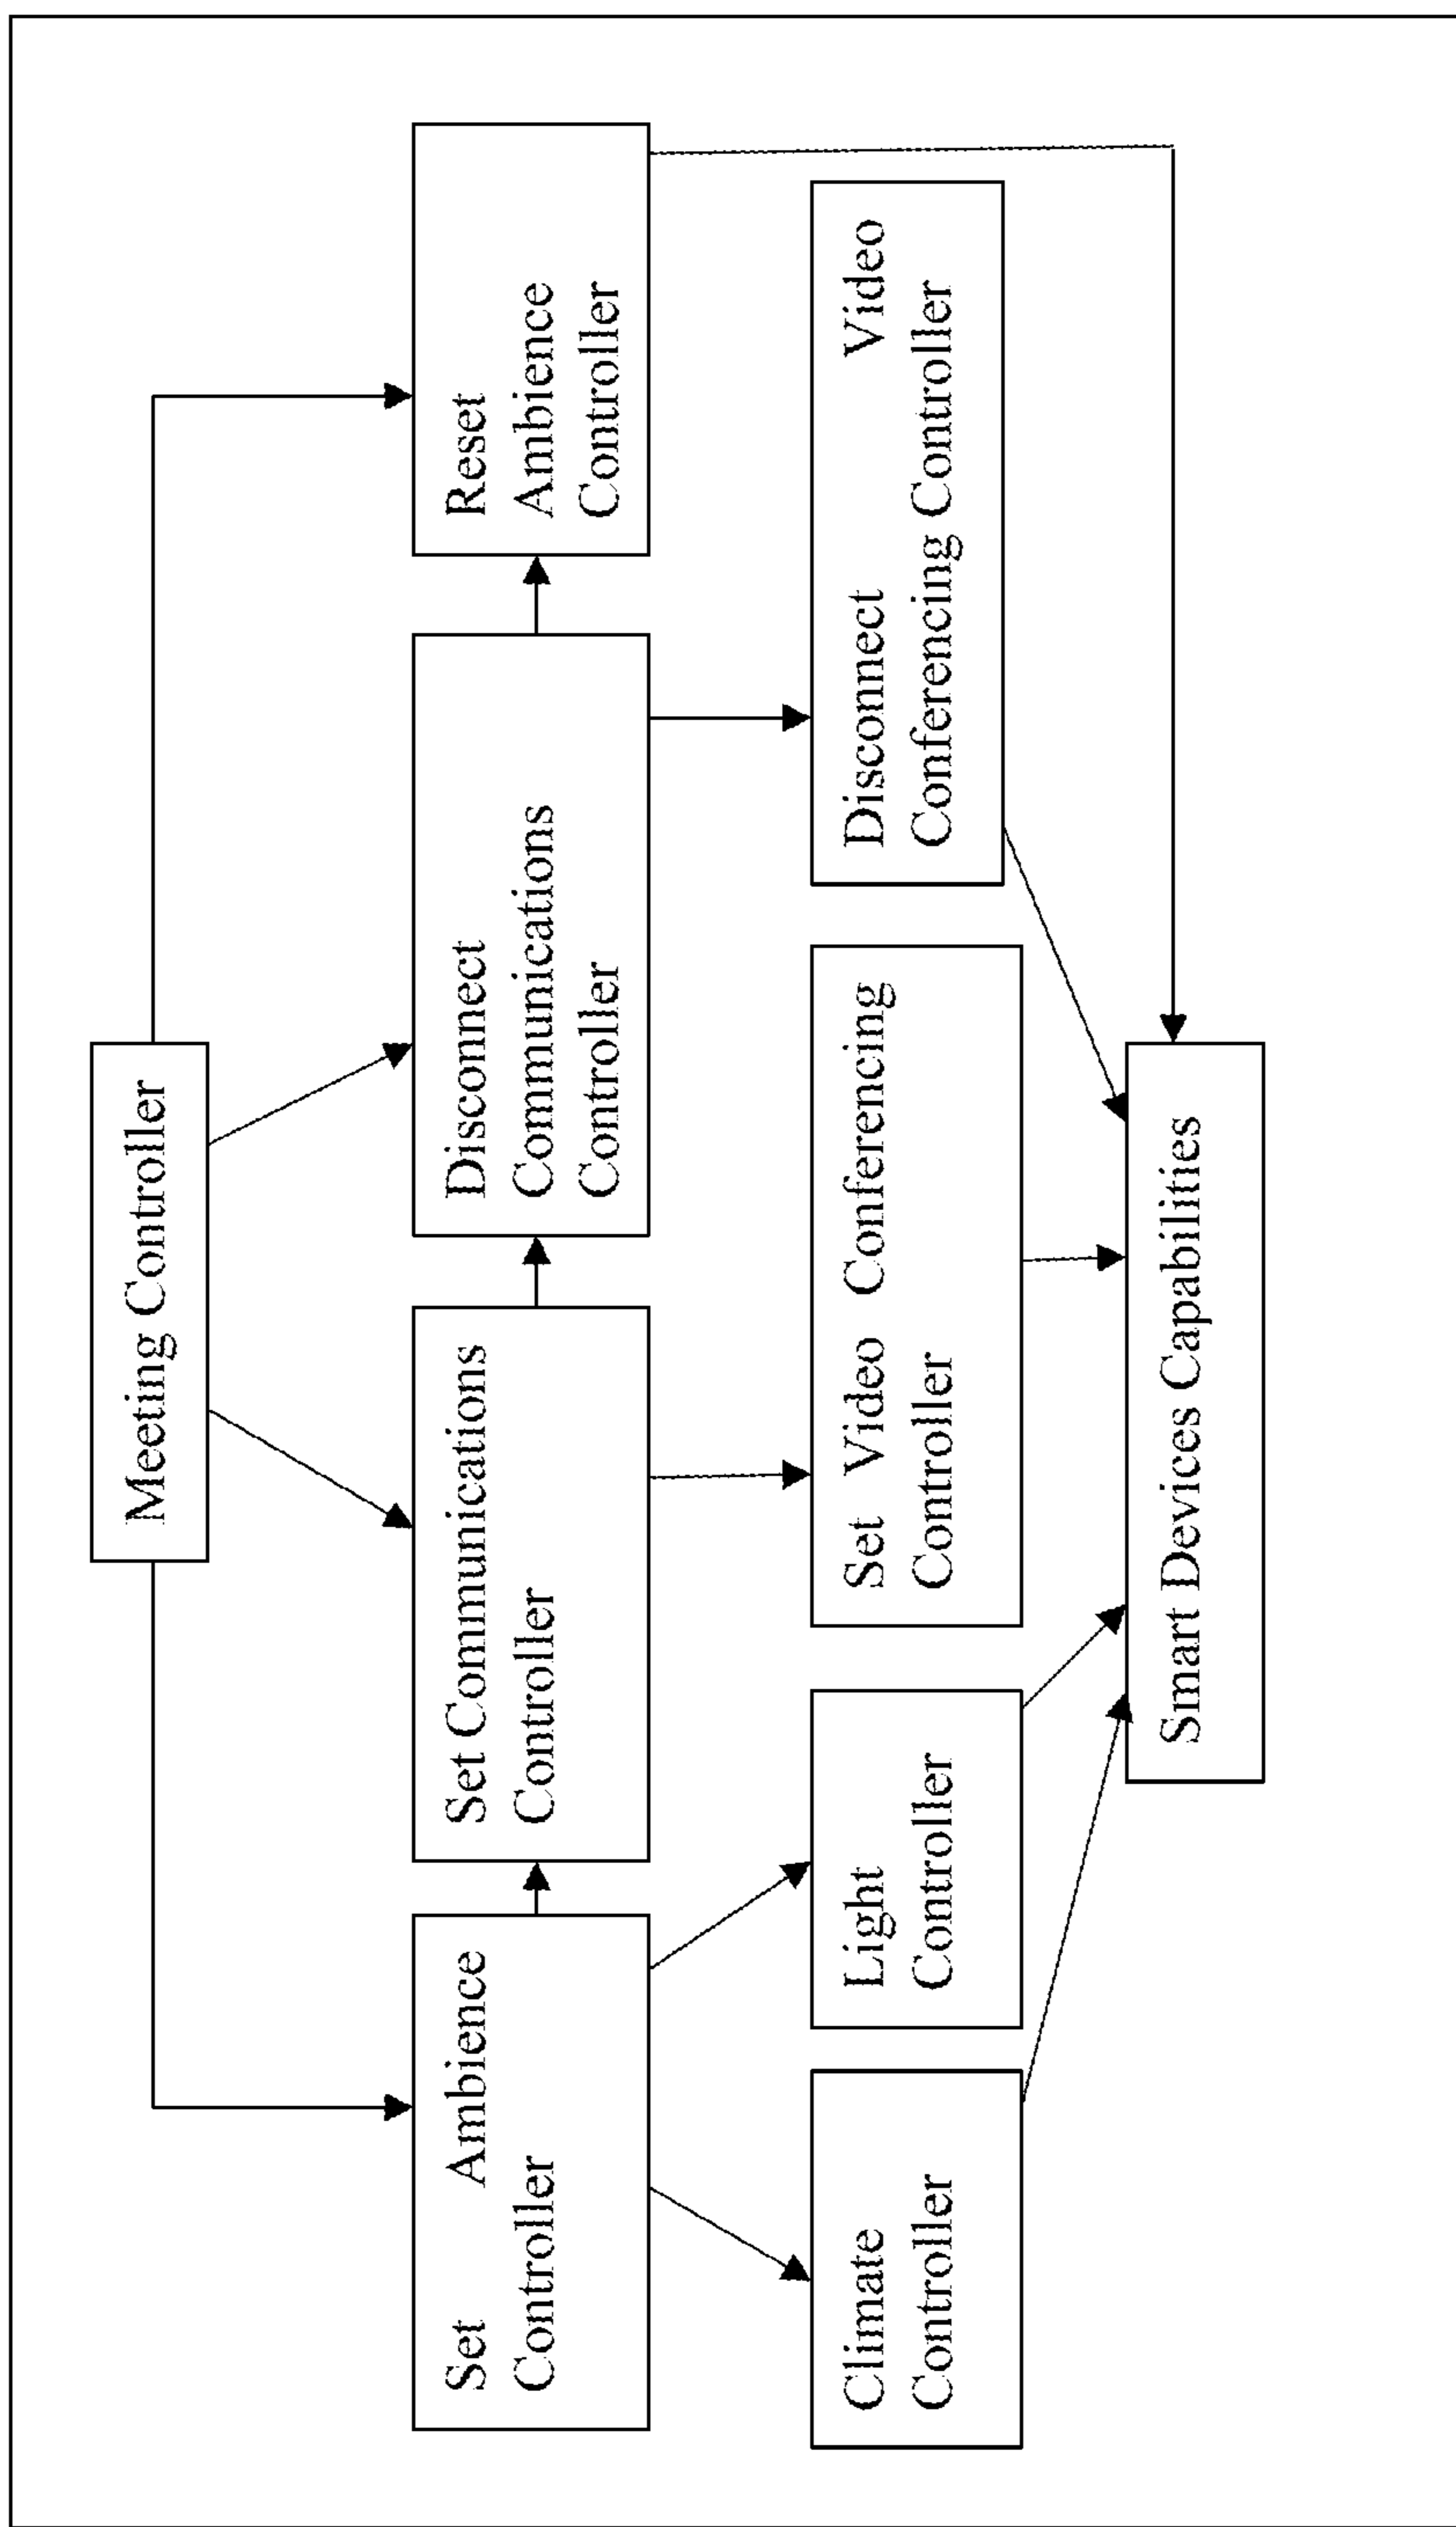 Meeting Controller
Set Ambience
Controller
Set Communications
Controller
Disconnect
Communications
Controller
Reset
Ambience
Controller
Climate
Controller
Light
Controller
Set Video Conferencing
Controller
Disconnect Video
Conferencing Controller
Smart Devices Capabilities